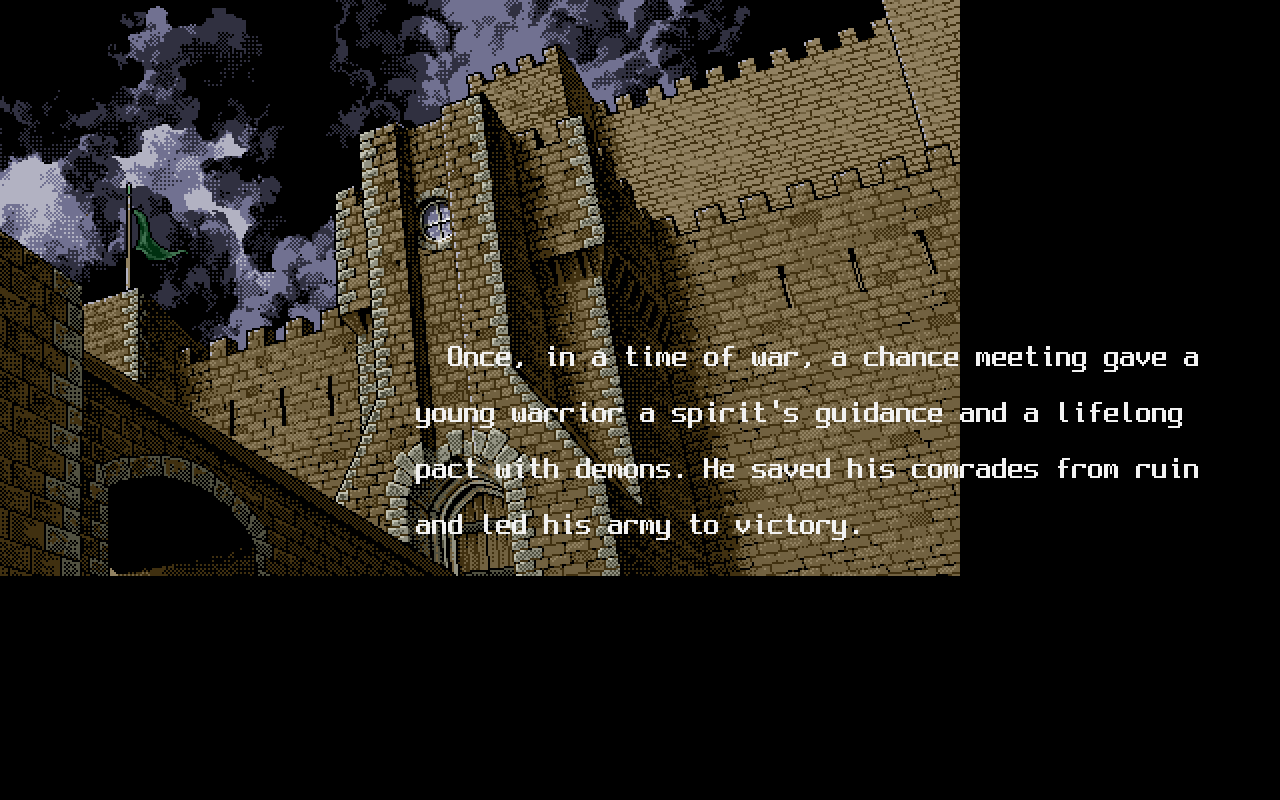 Once, in a time of war, a chance meeting gave a
young warrior a spirit's guidance and a lifelong
pact with demons. He saved his comrades from ruin
and led his army to victory.